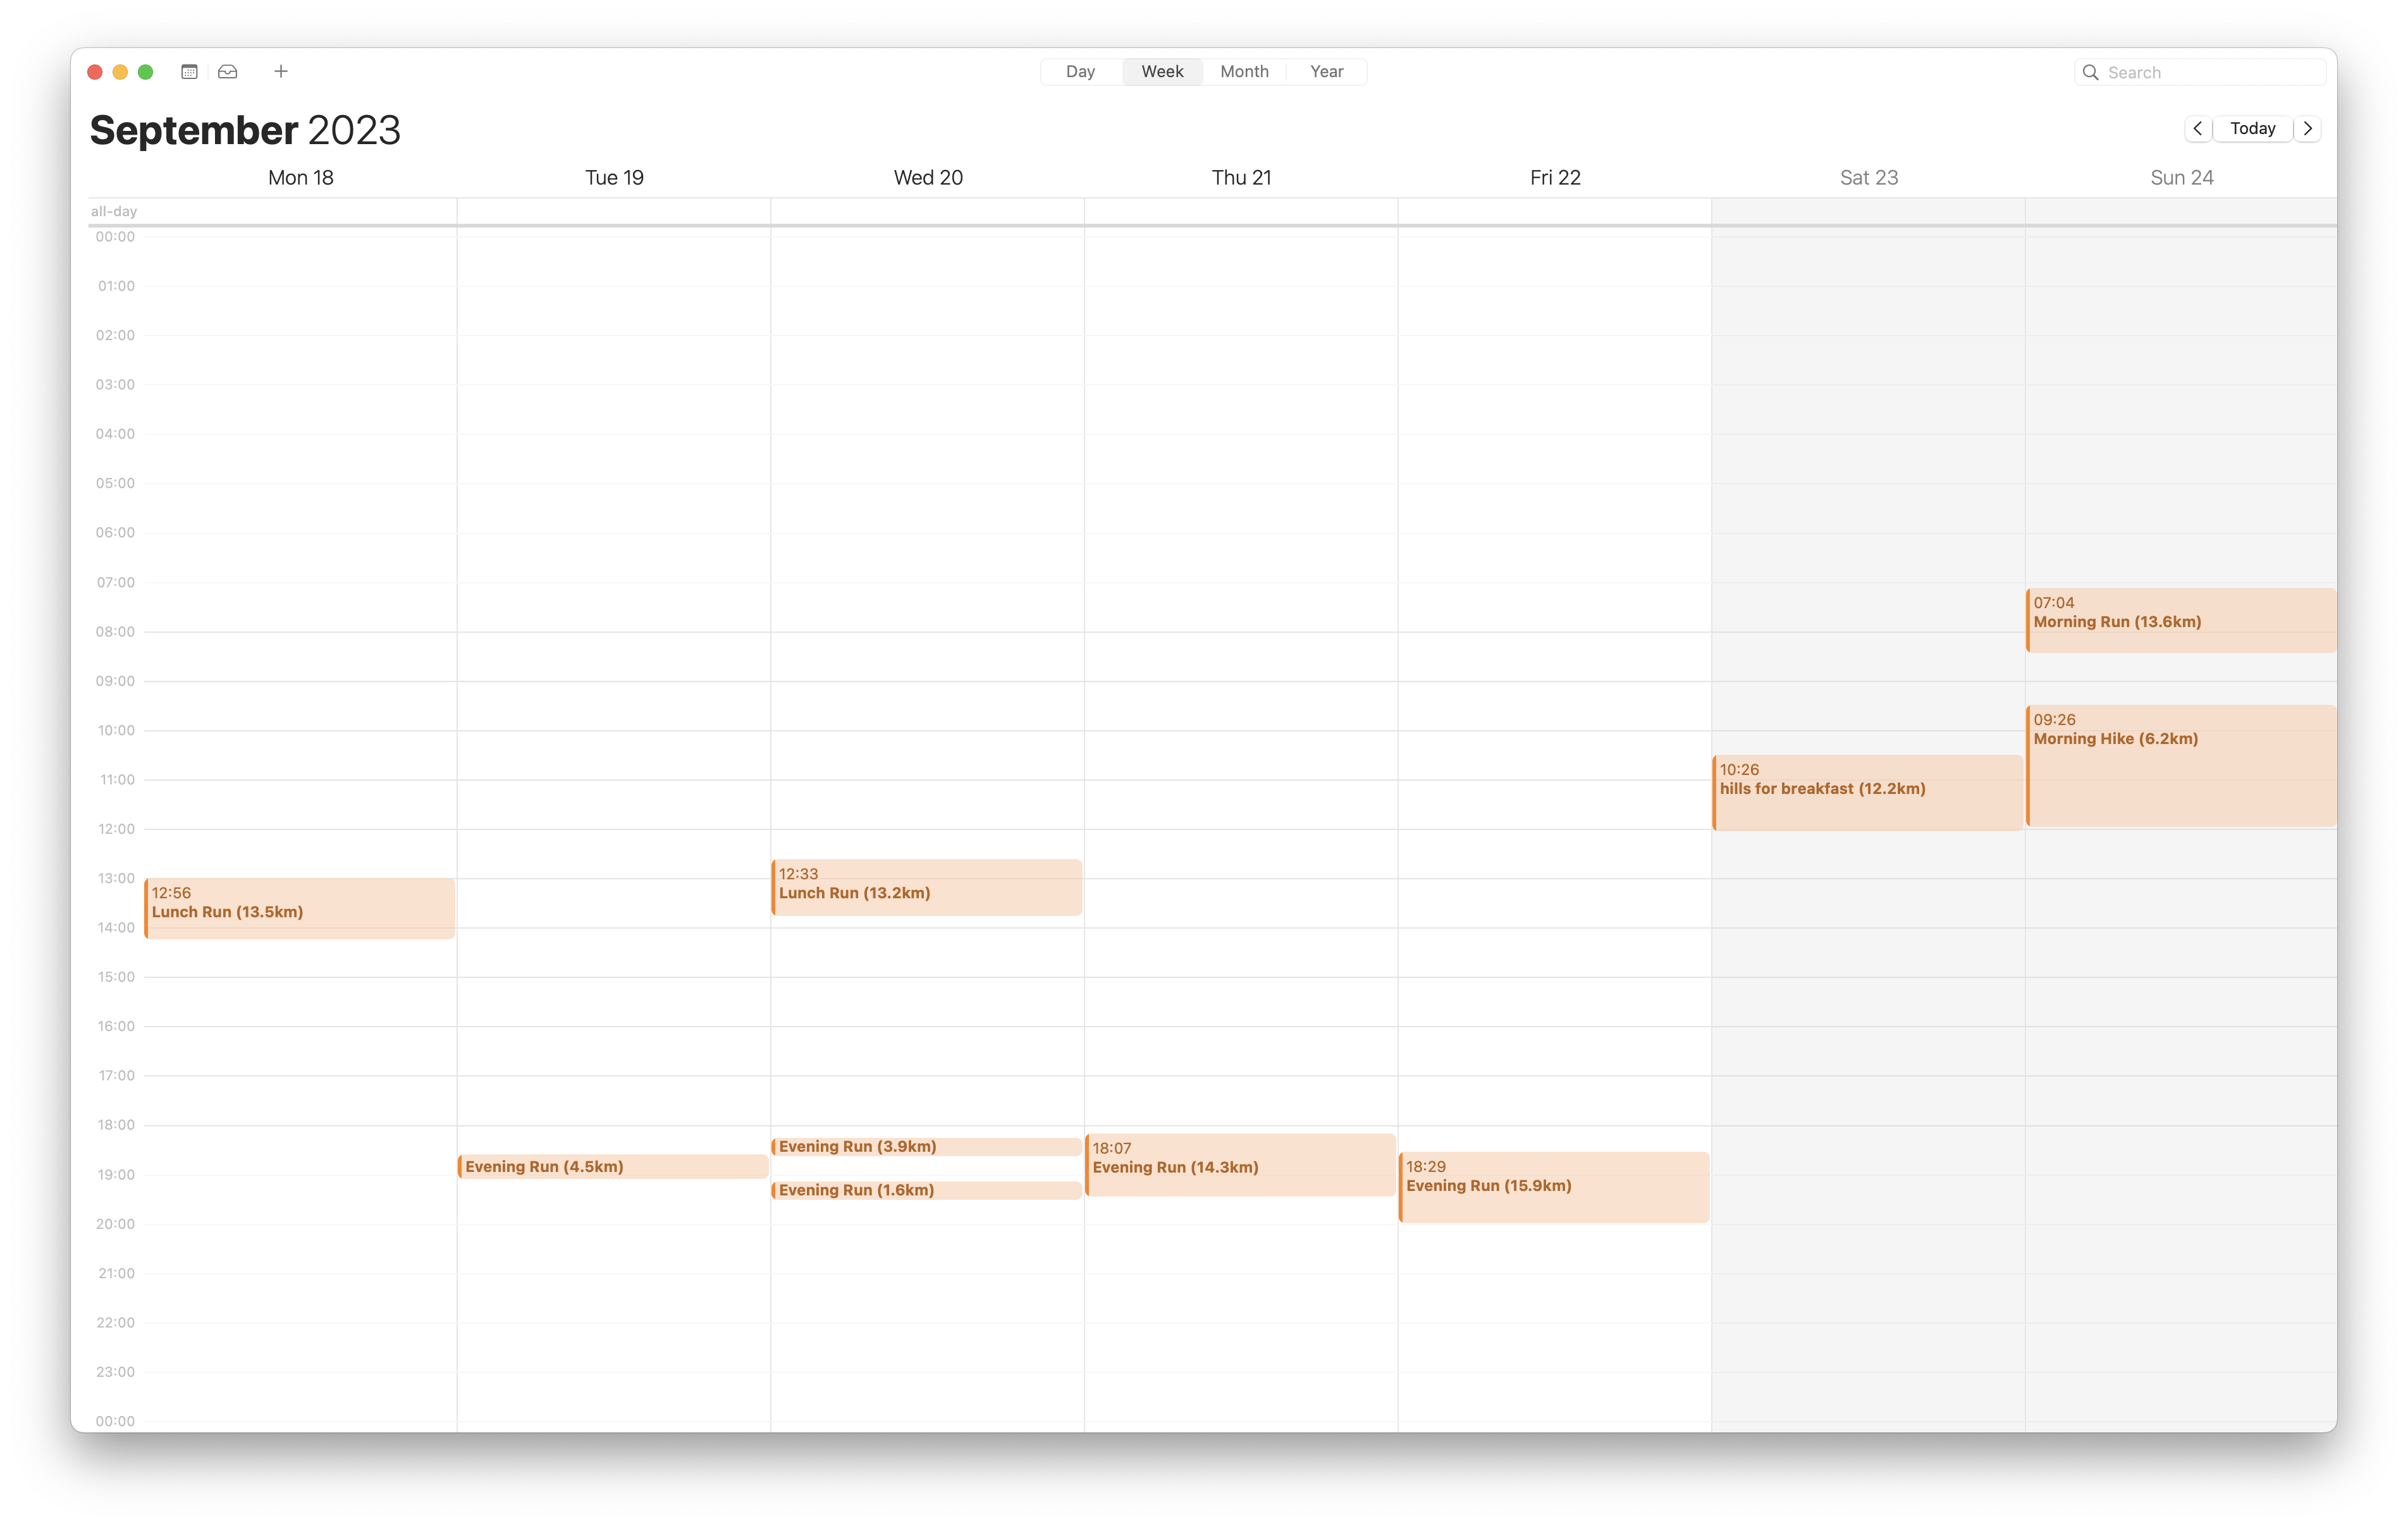 Day Week Month Year
Search
September 2023
Today
Mon 18 Tue 19 Wed 20 Thu 21 Fri 22 Sat 23 Sun 24
all-day
00:00
01:00
02:00
03:00
04:00
05:00
06:00
07:00
07:04
Morning Run (13.6km)
08:00
09:00
09:26
Morning Hike (6.2km)
10:00
10:26
hills for breakfast (12.2km)
11:00
12:00
12:33
Lunch Run (13.2km)
13:00
12:56
Lunch Run (13.5km)
14:00
15:00
16:00
17:00
18:00
Evening Run (3.9km)
18:07
Evening Run (14.3km)
Evening Run (4.5km)
18:29
Evening Run (15.9km)
19:00
Evening Run (1.6km)
20:00
21:00
22:00
23:00
00:00